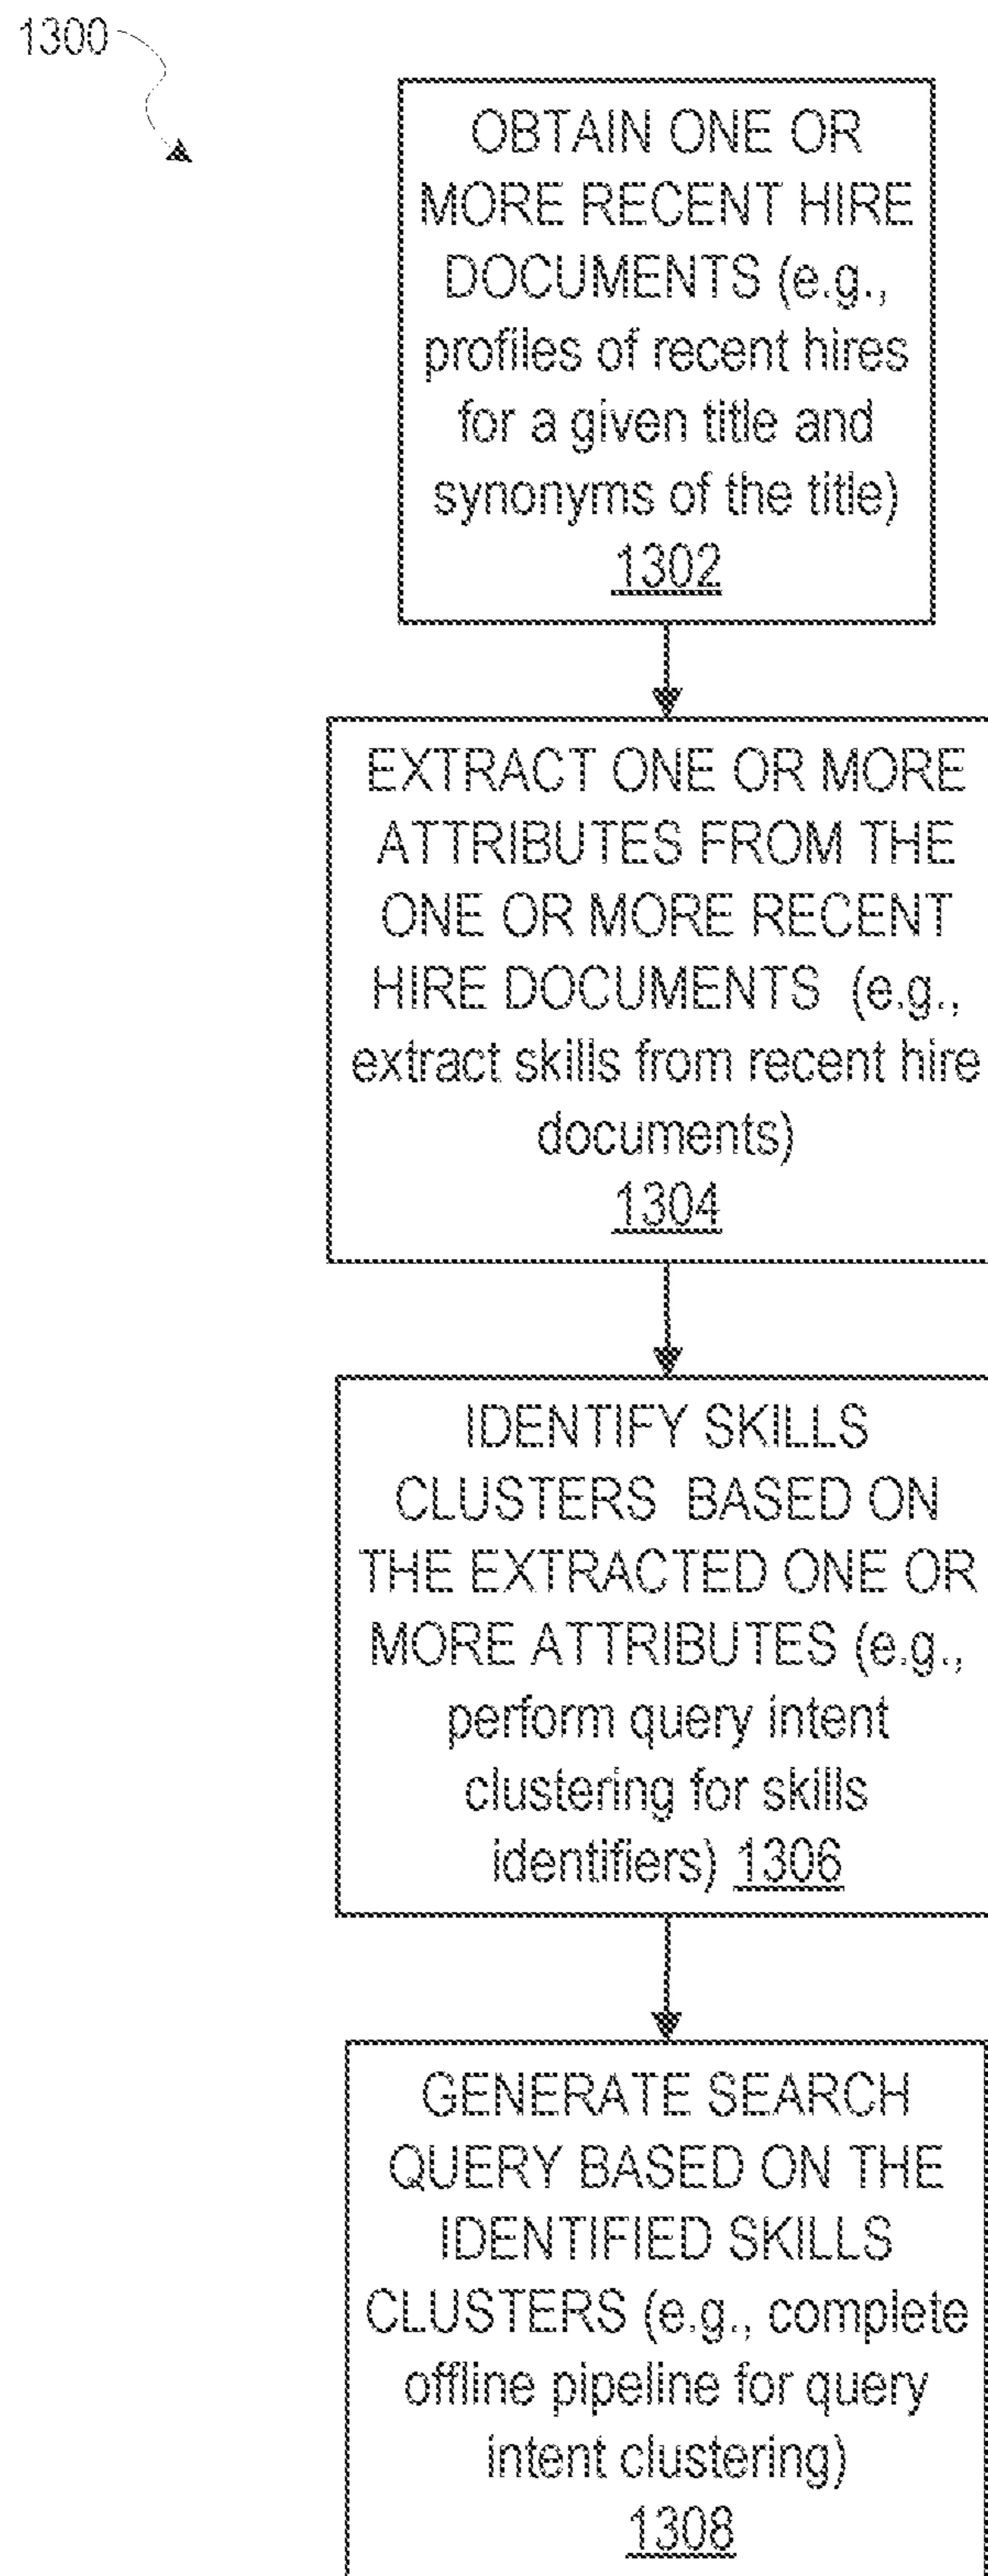 1300
OBTAIN ONE OR
MORE RECENT HIRE
DOCUMENTS (e.g.,
profiles of recent hires
for a given title and
synonyms of the title)
1302
EXTRACT ONE OR MORE
ATTRIBUTES FROM THE
ONE OR MORE RECENT
HIRE DOCUMENTS (e.g.,
extract skills from recent hire
documents)
1304
IDENTIFY SKILLS
CLUSTERS BASED ON
THE EXTRACTED ONE OR
MORE ATTRIBUTES (e.g.,
perform query intent
clustering for skills
identifiers) 1306
GENERATE SEARCH
QUERY BASED ON THE
IDENTIFIED SKILLS
CLUSTERS (e.g., complete
offline pipeline for query
intent clustering)
1308